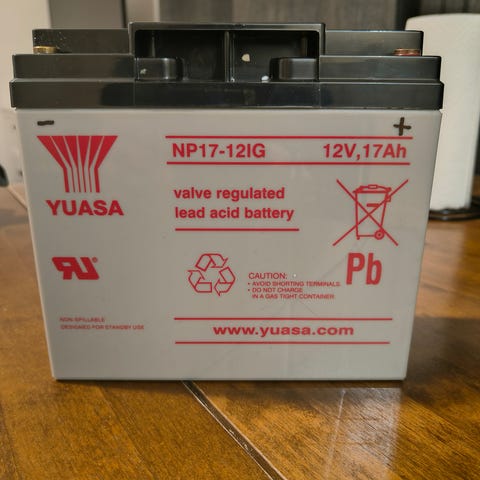 - +
YUASA
NP17-12IG 12V,17Ah
valve regulated
lead acid battery
RU
Pb
CAUTION:
- AVOID SHORTING TERMINALS
- DO NOT CHARGE
IN A GAS TIGHT CONTAINER
NON-SPILLABLE
DESIGNED FOR STANDBY USE
www.yuasa.com